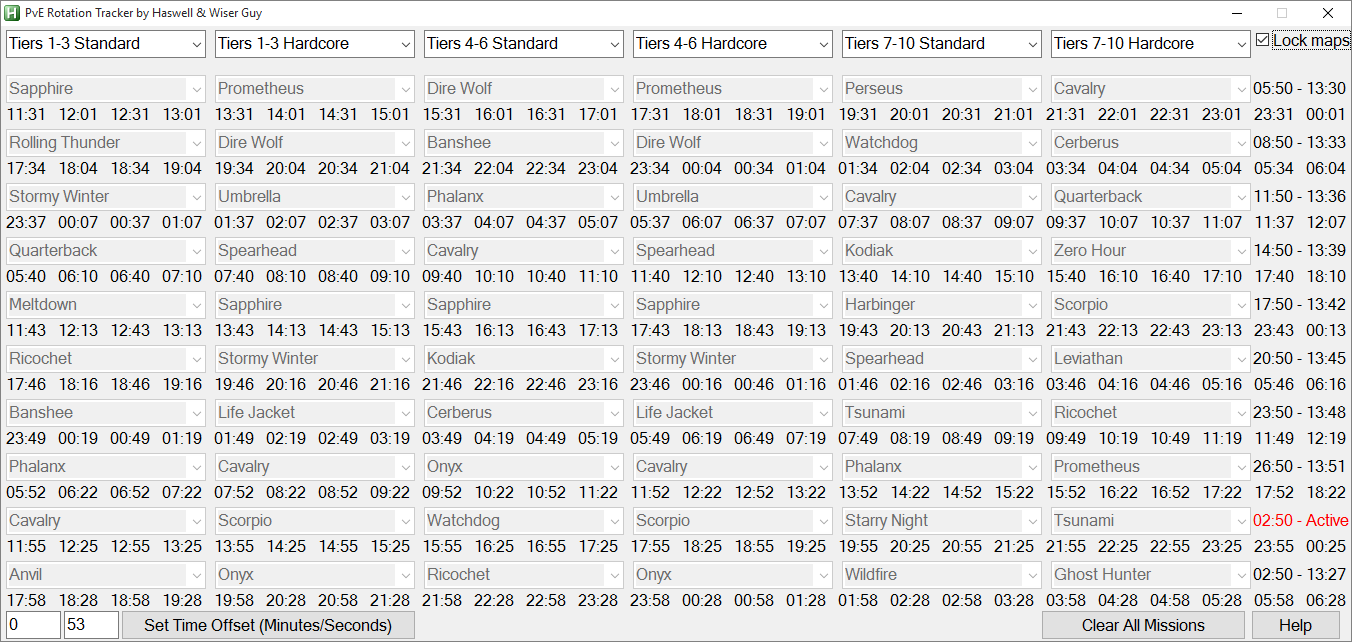 PvE Rotation Tracker by Haswell & Wiser Guy
Tiers 1-3 Standard Tiers 1-3 Hardcore Tiers 4-6 Standard Tiers 4-6 Hardcore Tiers 7-10 Standard Tiers 7-10 Hardcore Lock maps
Sapphire Prometheus Dire Wolf Prometheus Perseus Cavalry 05:50 - 13:30
11:31 12:01 12:31 13:01 13:31 14:01 14:31 15:01 15:31 16:01 16:31 17:01 17:31 18:01 18:31 19:01 19:31 20:01 20:31 21:01 21:31 22:01 22:31 23:01 23:31 00:01
Rolling Thunder Dire Wolf Banshee Dire Wolf Watchdog Cerberus 08:50 - 13:33
17:34 18:04 18:34 19:04 19:34 20:04 20:34 21:04 21:34 22:04 22:34 23:04 23:34 00:04 00:34 01:04 01:34 02:04 02:34 03:04 03:34 04:04 04:34 05:04 05:34 06:04
Stormy Winter Umbrella Phalanx Umbrella Cavalry Quarterback 11:50 - 13:36
23:37 00:07 00:37 01:07 01:37 02:07 02:37 03:07 03:37 04:07 04:37 05:07 05:37 06:07 06:37 07:07 07:37 08:07 08:37 09:07 09:37 10:07 10:37 11:07 11:37 12:07
Quarterback Spearhead Cavalry Spearhead Kodiak Zero Hour 14:50 - 13:39
05:40 06:10 06:40 07:10 07:40 08:10 08:40 09:10 09:40 10:10 10:40 11:10 11:40 12:10 12:40 13:10 13:40 14:10 14:40 15:10 15:40 16:10 16:40 17:10 17:40 18:10
Meltdown Sapphire Sapphire Sapphire Harbinger Scorpio 17:50 - 13:42
11:43 12:13 12:43 13:13 13:43 14:13 14:43 15:13 15:43 16:13 16:43 17:13 17:43 18:13 18:43 19:13 19:43 20:13 20:43 21:13 21:43 22:13 22:43 23:13 23:43 00:13
Ricochet Stormy Winter Kodiak Stormy Winter Spearhead Leviathan 20:50 - 13:45
17:46 18:16 18:46 19:16 19:46 20:16 20:46 21:16 21:46 22:16 22:46 23:16 23:46 00:16 00:46 01:16 01:46 02:16 02:46 03:16 03:46 04:16 04:46 05:16 05:46 06:16
Banshee Life Jacket Cerberus Life Jacket Tsunami Ricochet 23:50 - 13:48
23:49 00:19 00:49 01:19 01:49 02:19 02:49 03:19 03:49 04:19 04:49 05:19 05:49 06:19 06:49 07:19 07:49 08:19 08:49 09:19 09:49 10:19 10:49 11:19 11:49 12:19
Phalanx Cavalry Onyx Cavalry Phalanx Prometheus 26:50 - 13:51
05:52 06:22 06:52 07:22 07:52 08:22 08:52 09:22 09:52 10:22 10:52 11:22 11:52 12:22 12:52 13:22 13:52 14:22 14:52 15:22 15:52 16:22 16:52 17:22 17:52 18:22
Cavalry Scorpio Watchdog Scorpio Starry Night Tsunami 02:50 - Active
11:55 12:25 12:55 13:25 13:55 14:25 14:55 15:25 15:55 16:25 16:55 17:25 17:55 18:25 18:55 19:25 19:55 20:25 20:55 21:25 21:55 22:25 22:55 23:25 23:55 00:25
Anvil Onyx Ricochet Onyx Wildfire Ghost Hunter 02:50 - 13:27
17:58 18:28 18:58 19:28 19:58 20:28 20:58 21:28 21:58 22:28 22:58 23:28 23:58 00:28 00:58 01:28 01:58 02:28 02:58 03:28 03:58 04:28 04:58 05:28 05:58 06:28
0 53 Set Time Offset (Minutes/Seconds) Clear All Missions Help